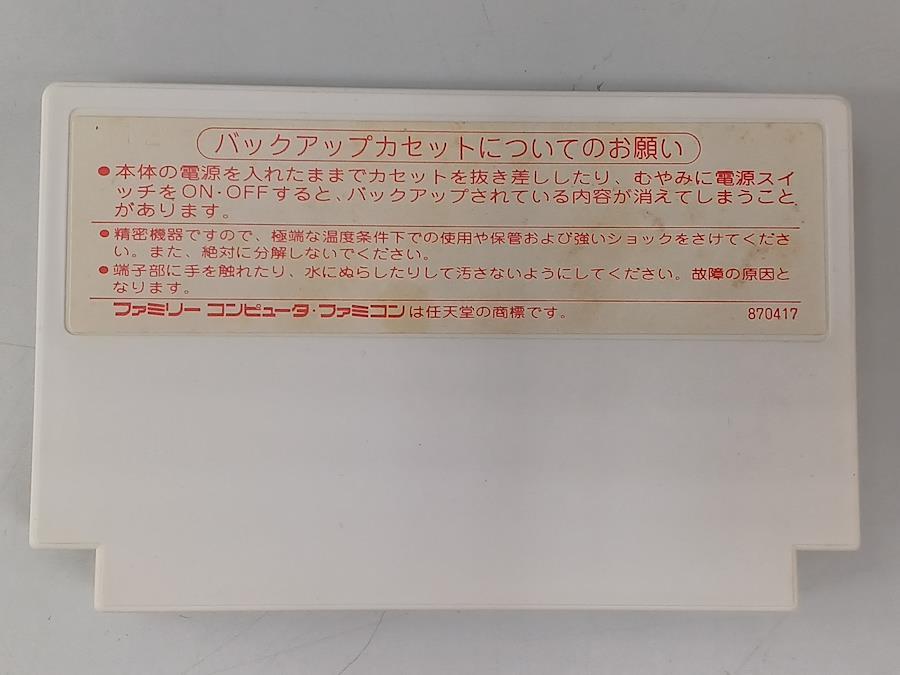 バックアップカセットについてのお願い
●本体の電源を入れたままでカセットを抜き差ししたり、むやみに電源スイ
ッチをON・OFFすると、バックアップされている内容が消えてしまうこと
があります。
●精密機器ですので、極端な温度条件下での使用や保管および強いショックをさけてくださ
い。また、絶対に分解しないでください。
●端子部に手を触れたり、水にぬらしたりして汚さないようにしてください。故障の原因と
なります。
ファミリー コンピュータ・ファミコンは任天堂の商標です。 870417